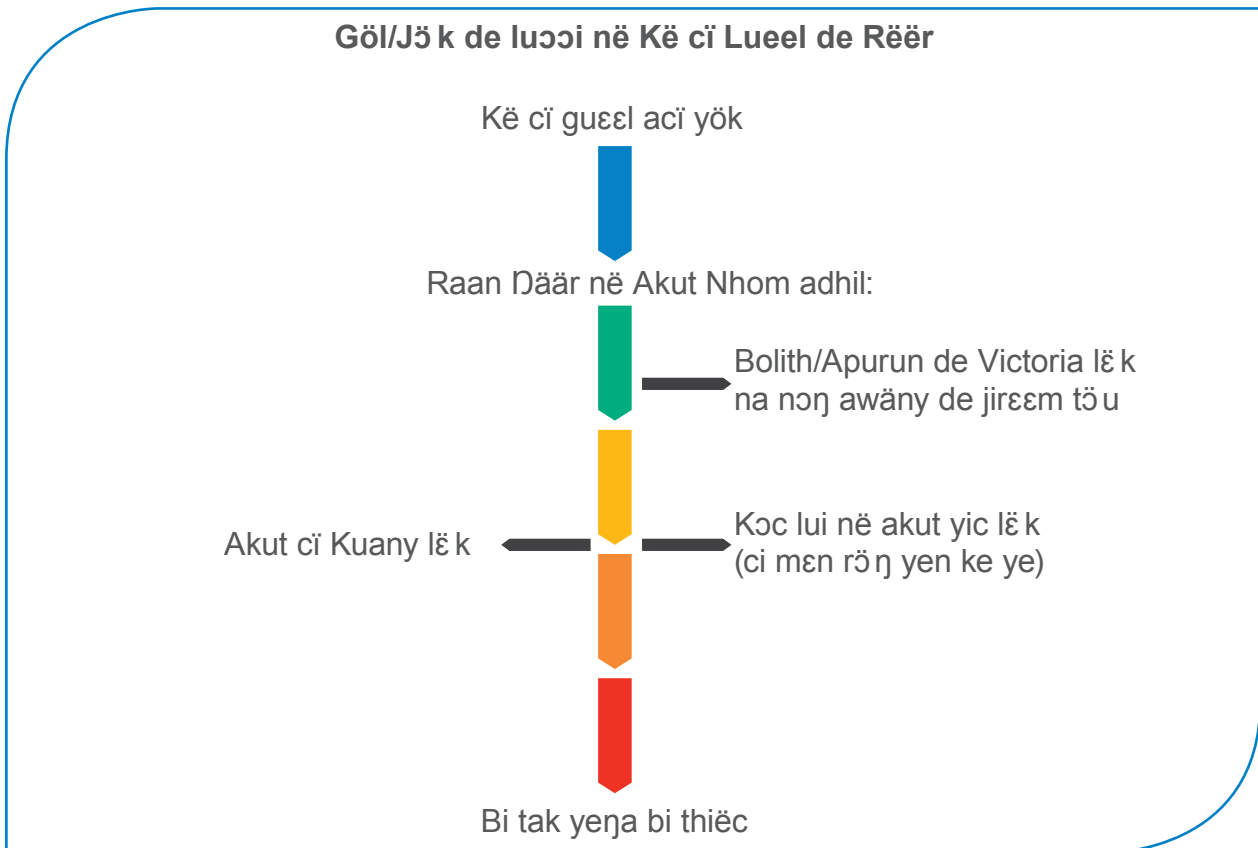 Göl/Jɔ̈k de luɔɔi në Kë cï Lueel de Rëër
Kë cï guɛɛl acï yök
Raan Ŋäär në Akut Nhom adhil:
Bolith/Apurun de Victoria lɛ̈k
na nɔŋ awäny de jirɛɛm tɔ̈u
Akut cï Kuany lɛ̈k
Kɔc lui në akut yic lɛ̈k
(ci mɛn rɔ̈ŋ yen ke ye)
Bi tak yeŋa bi thiëc